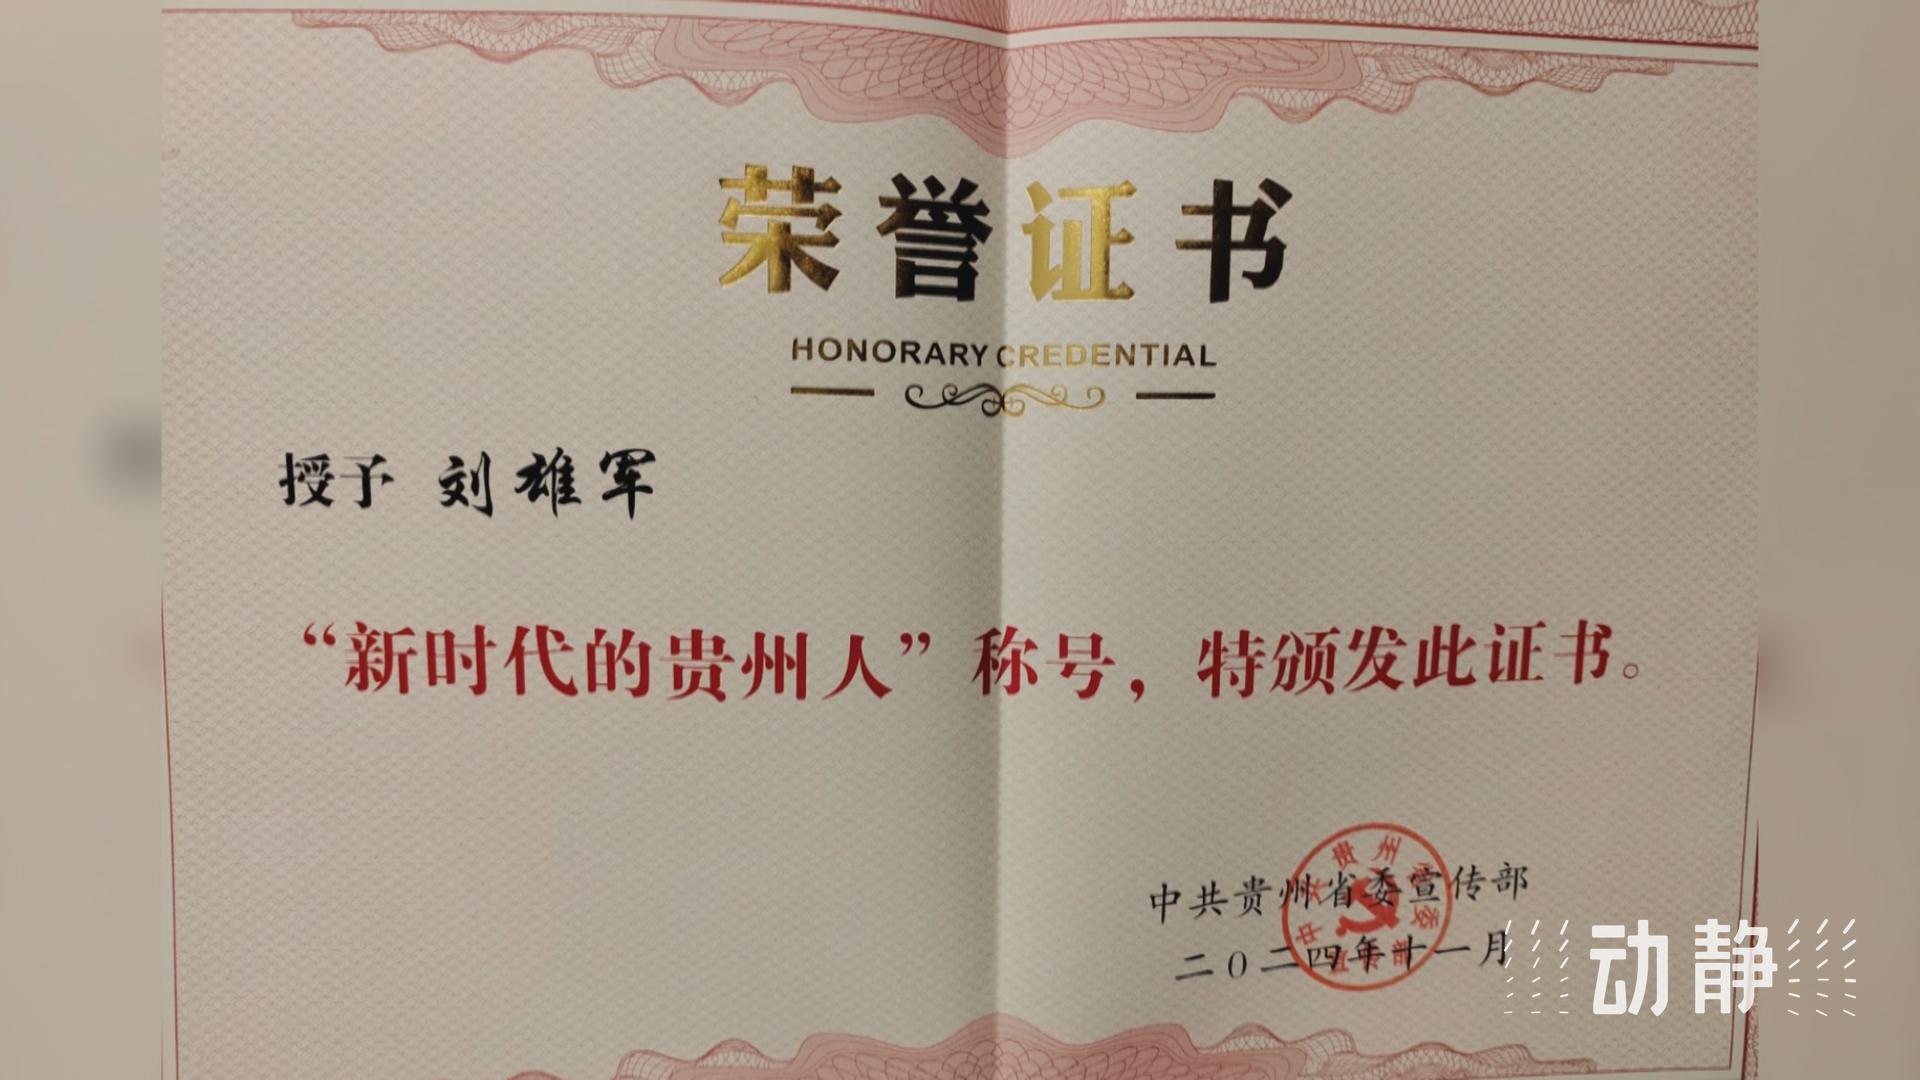 荣誉证书
HONORARY CREDENTIAL
授予 刘雄军
“新时代的贵州人”称号，特颁发此证书。
中共贵州省委宣传部
二0二四年十一月
动静